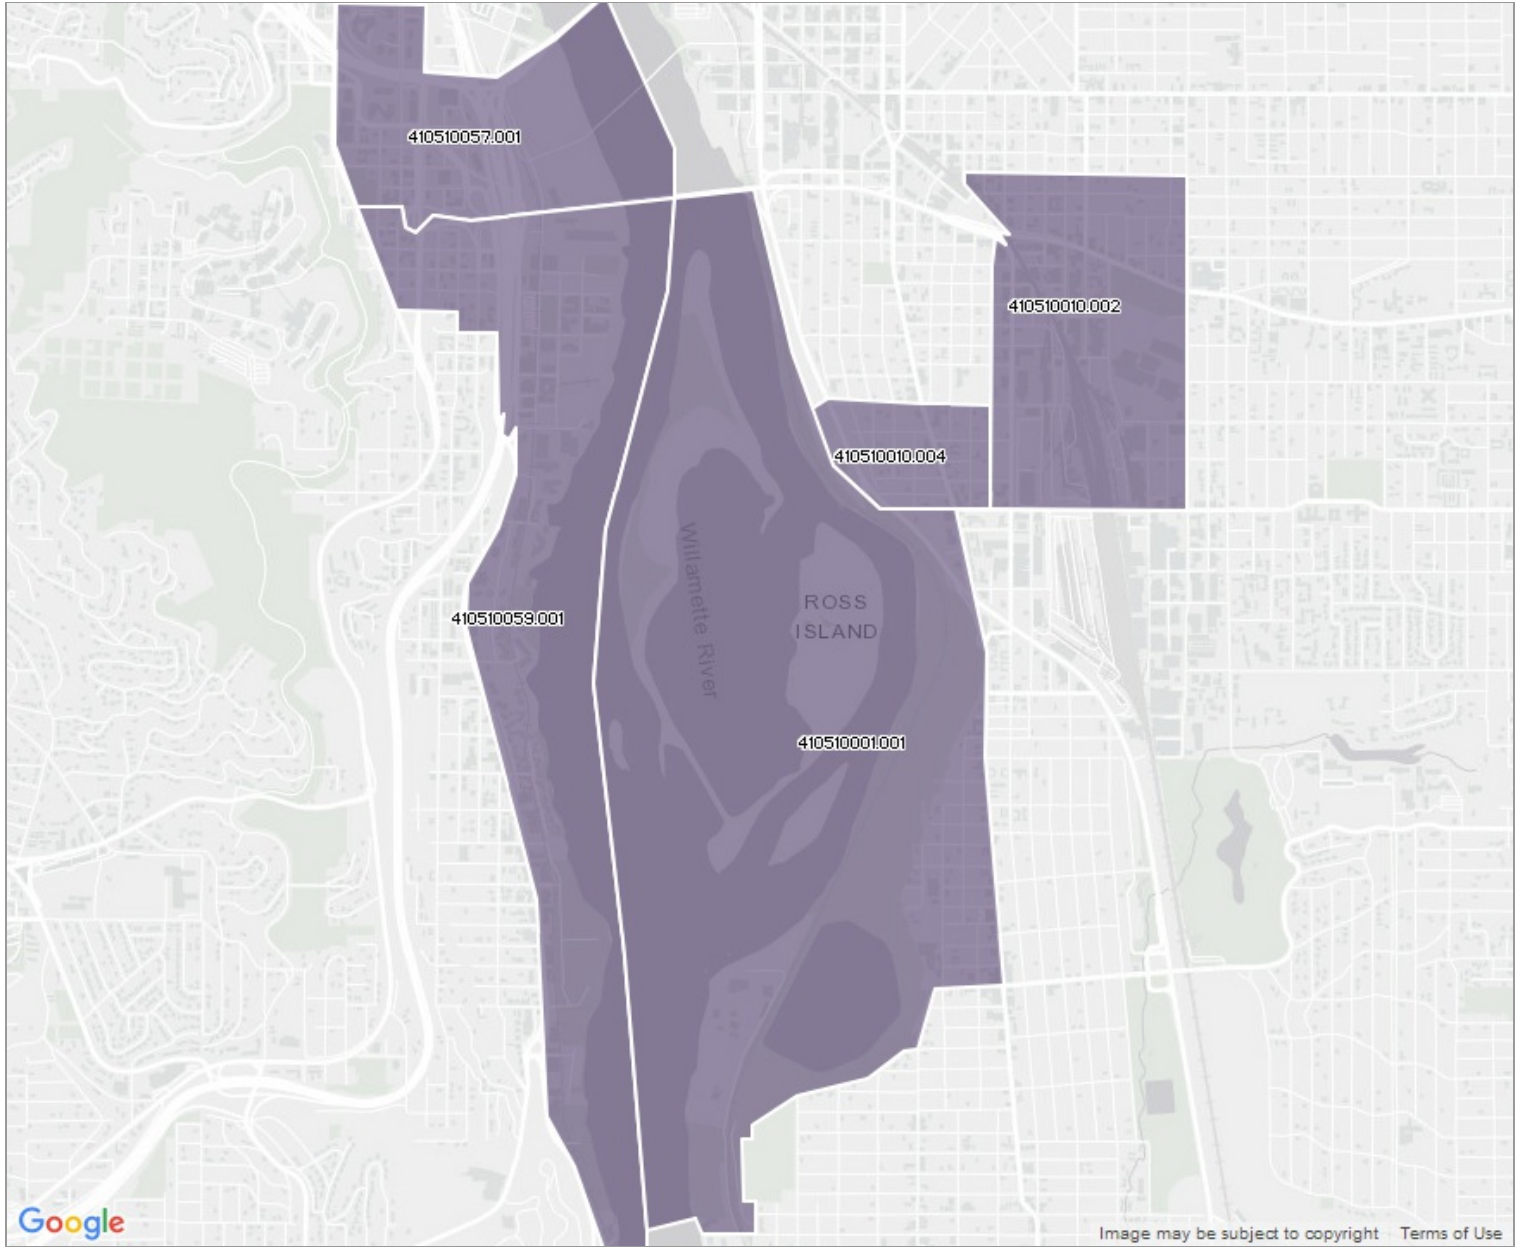 410510057.001
410510010.002
410510010.004
Willamette River
ROSS
ISLAND
410510059.001
410510001.001
Google
Image may be subject to copyright
Terms of Use